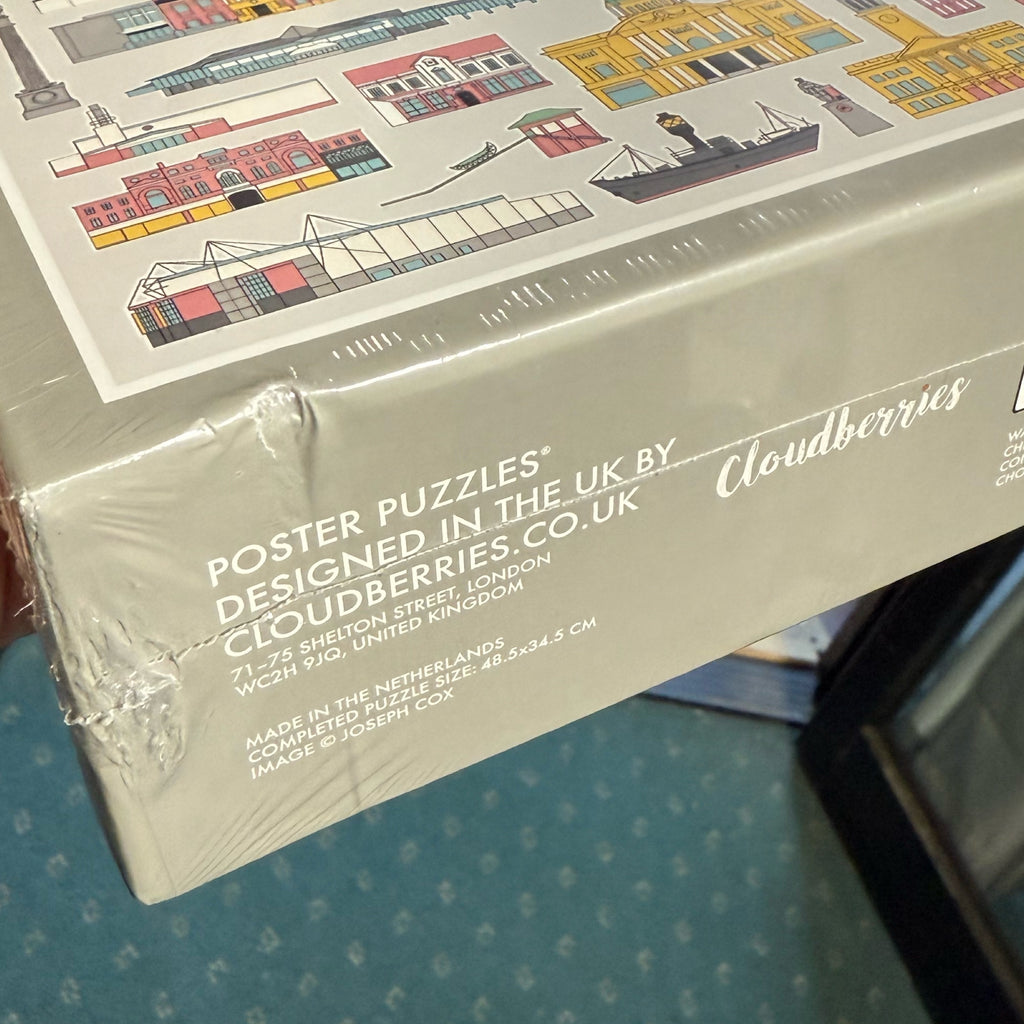 POSTER PUZZLES®
DESIGNED IN THE UK BY
CLOUDBERRIES.CO.UK
71-75 SHELTON STREET, LONDON
WC2H 9JQ, UNITED KINGDOM
MADE IN THE NETHERLANDS
COMPLETED PUZZLE SIZE: 48.5x34.5 CM
IMAGE © JOSEPH COX
Cloudberries